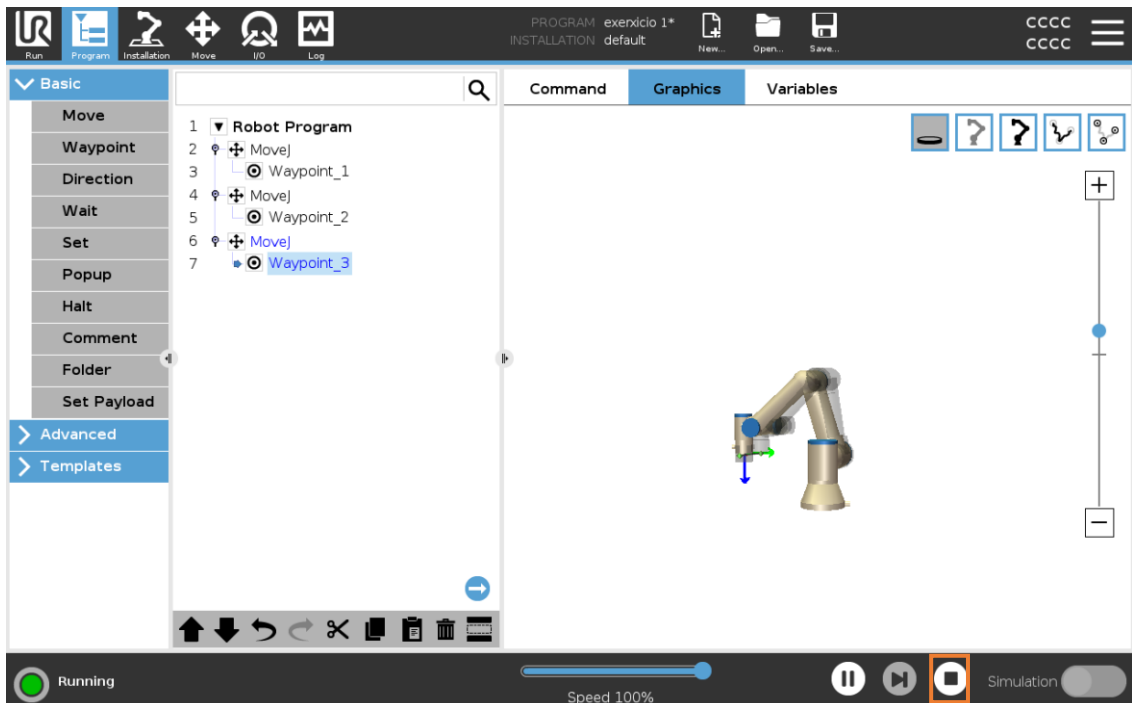 UR
PROGRAM exerxicio 1*
INSTALLATION default
CCCC
CCCC
Run Program Installation Move I/O Log New... Open... Save...
Basic
Move
Waypoint
Direction
Wait
Set
Popup
Halt
Comment
Folder
Set Payload
Advanced
Templates
1 Robot Program
2 MoveJ
3 Waypoint_1
4 MoveJ
5 Waypoint_2
6 MoveJ
7 Waypoint_3
Command Graphics Variables
Running
Speed 100%
Simulation